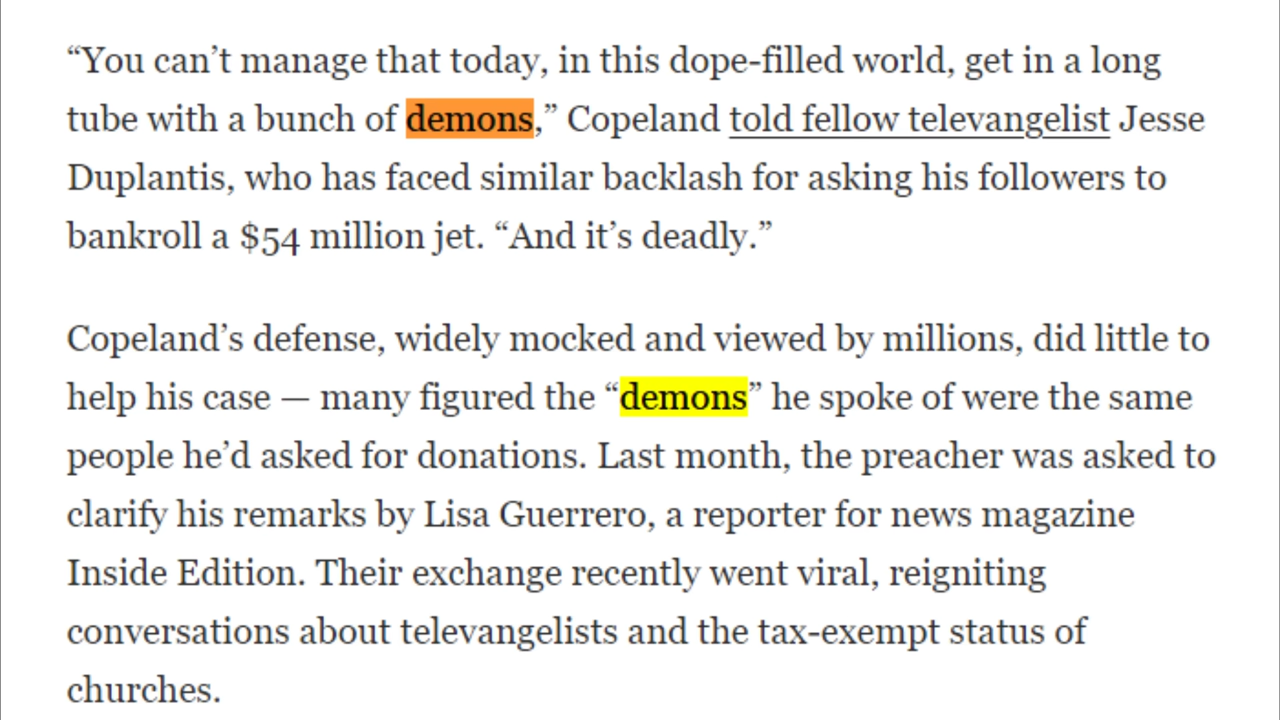 “You can’t manage that today, in this dope-filled world, get in a long
tube with a bunch of demons,” Copeland told fellow televangelist Jesse
Duplantis, who has faced similar backlash for asking his followers to
bankroll a $54 million jet. “And it’s deadly.”
Copeland’s defense, widely mocked and viewed by millions, did little to
help his case — many figured the “demons” he spoke of were the same
people he’d asked for donations. Last month, the preacher was asked to
clarify his remarks by Lisa Guerrero, a reporter for news magazine
Inside Edition. Their exchange recently went viral, reigniting
conversations about televangelists and the tax-exempt status of
churches.